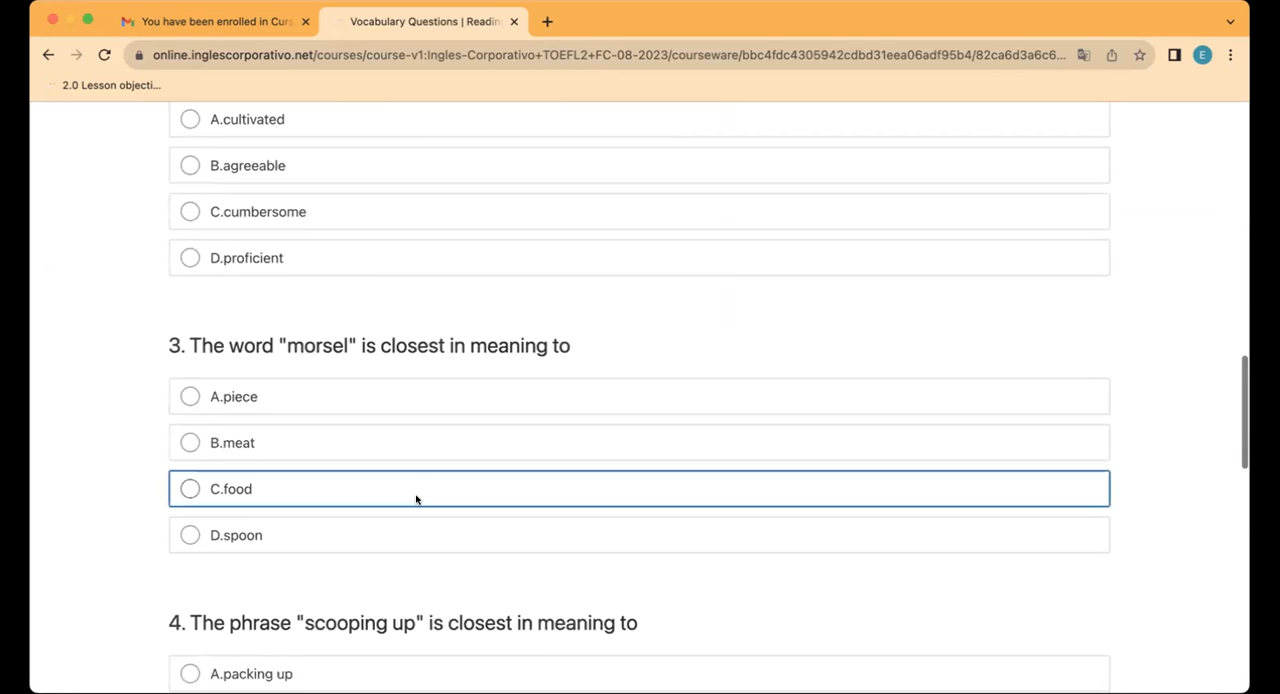 You have been enrolled in Curs
Vocabulary Questions | Readin
online.inglescorporativo.net/courses/course-v1:Ingles-Corporativo+TOEFL2+FC-08-2023/courseware/bbc4fdc4305942cdbd31eea06adf95b4/82ca6d3a6c6...
E
2.0 Lesson objecti...
A.cultivated
B.agreeable
C.cumbersome
D.proficient
3. The word "morsel" is closest in meaning to
A.piece
B.meat
C.food
D.spoon
4. The phrase "scooping up" is closest in meaning to
A.packing up